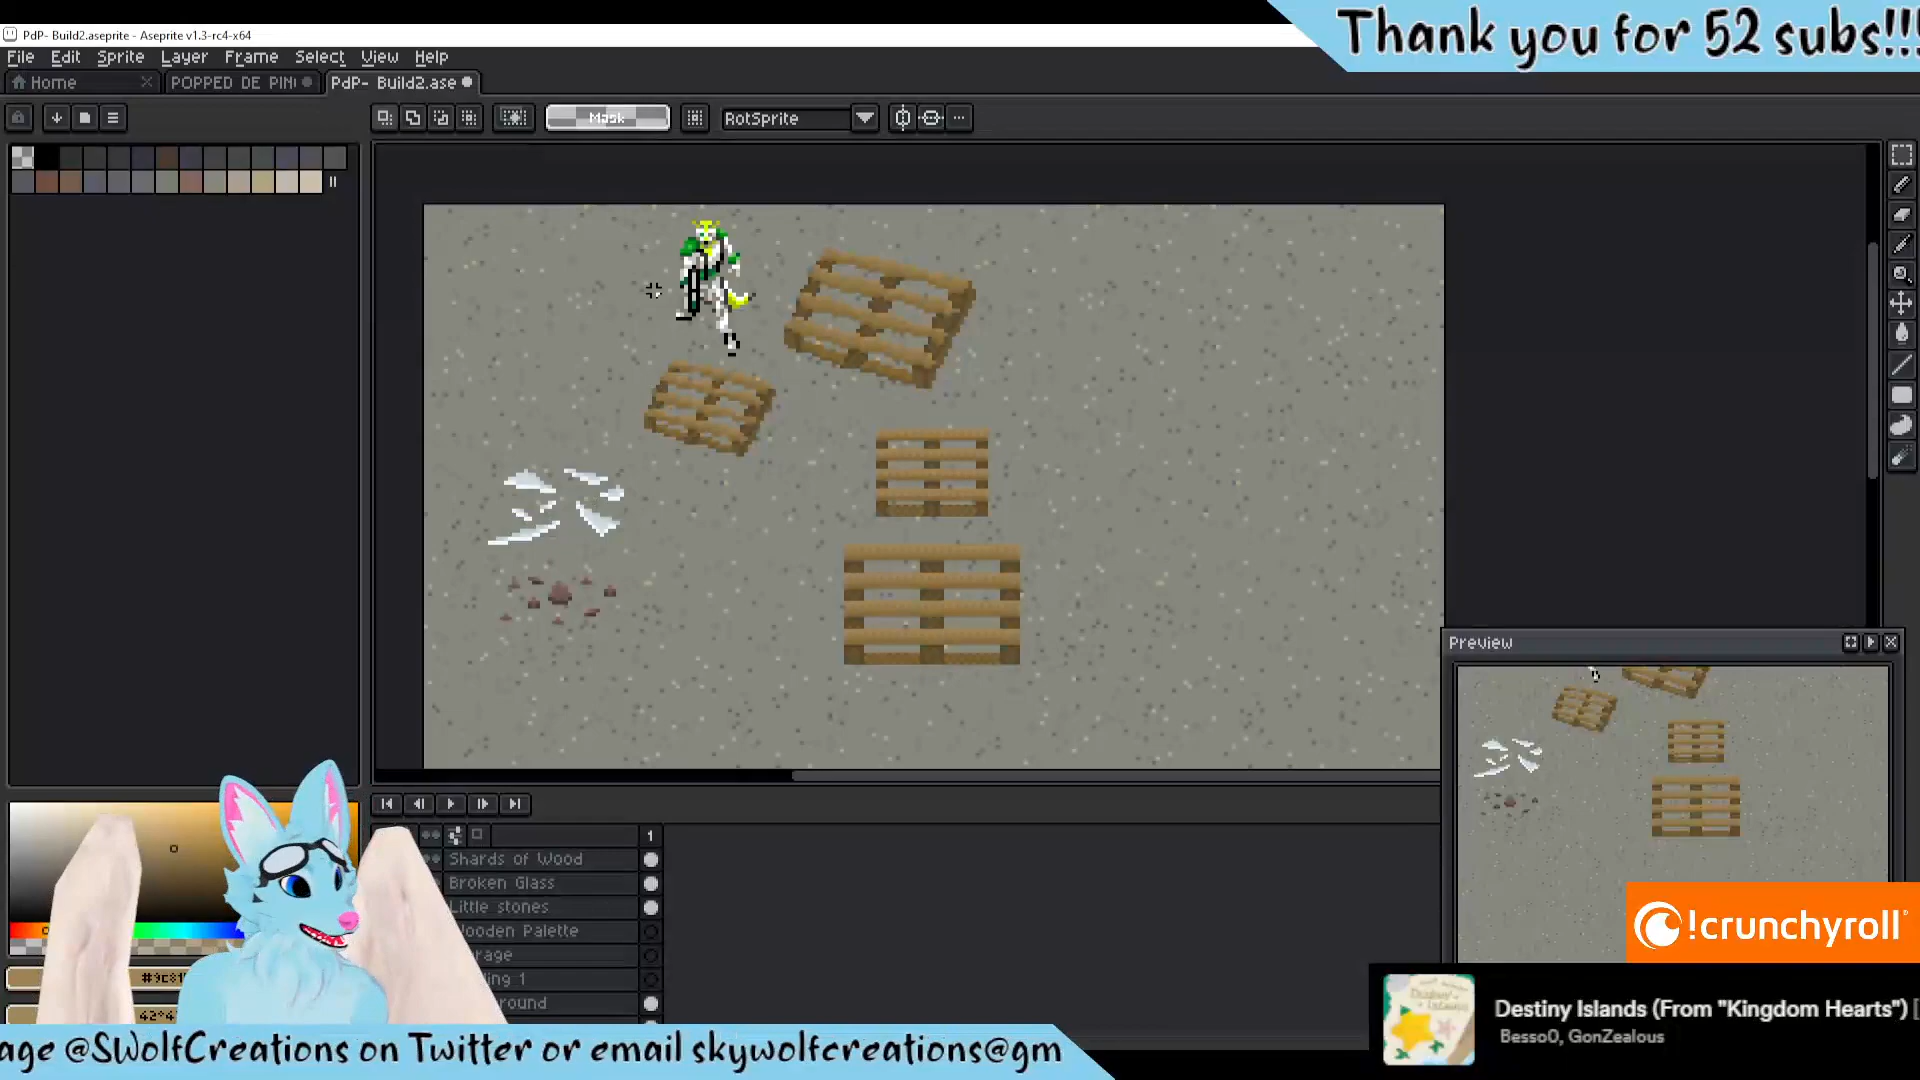 PdP- Build2.aseprite - Aseprite v1.3-rc4-x64
Thank you for 52 subs!!!
File Edit Sprite Layer Frame Select View Help
Home
POPPED DE PIN
PdP- Build2.ase
Mask
RotSprite
Preview
1
Shards of Wood
Broken Glass
Little stones
ooden Palette
rage
ing 1
round
!crunchyroll
Destiny Islands (From "Kingdom Hearts") [
Besso0, GonZealous
age @SWolfCreations on Twitter or email skywolfcreations@gm